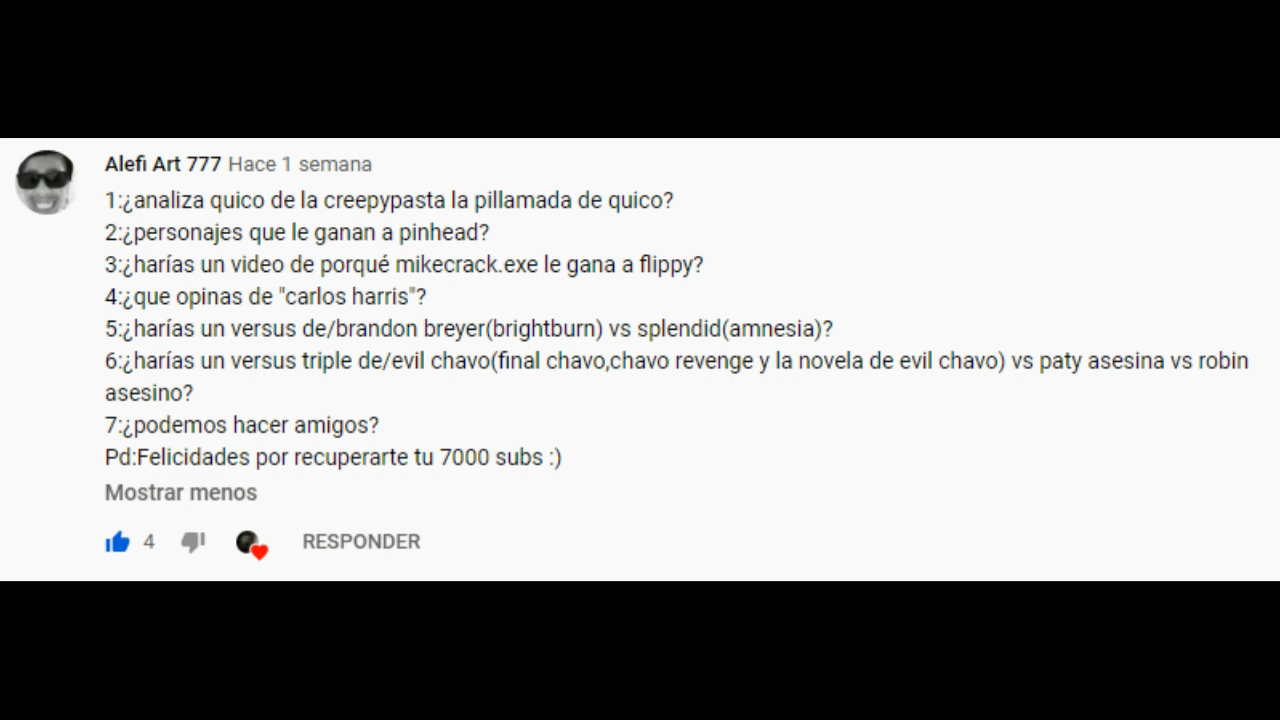 Alefi Art 777 Hace 1 semana
1:¿analiza quico de la creepypasta la pillamada de quico?
2:¿personajes que le ganan a pinhead?
3:¿harías un video de porqué mikecrack.exe le gana a flippy?
4:¿que opinas de "carlos harris"?
5:¿harías un versus de/brandon breyer(brightburn) vs splendid(amnesia)?
6:¿harías un versus triple de/evil chavo(final chavo,chavo revenge y la novela de evil chavo) vs paty asesina vs robin
asesino?
7:¿podemos hacer amigos?
Pd:Felicidades por recuperarte tu 7000 subs :)
Mostrar menos
4 RESPONDER